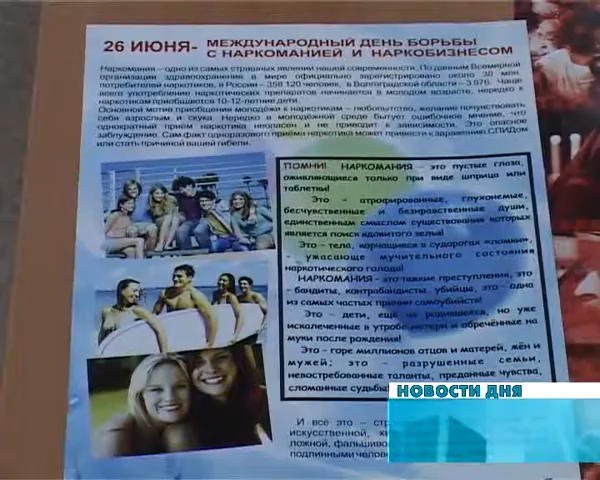 26 ИЮНЯ- МЕЖДУНАРОДНЫЙ ДЕНЬ БОРЬБЫ
С НАРКОМАНИЕЙ И НАРКОБИЗНЕСОМ
Наркомания – одно из самых страшных явлений нашей современности. По данным Всемирной
организации здравоохранения в мире официально зарегистрировано около 30 млн.
потребителей наркотиков, в России – 358 120 человек, в Волгоградской области – 3 976. Чаще
всего употребление наркотических препаратов начинается в молодом возрасте, нередко к
наркотикам приобщаются 10-12-летние дети.
Основной мотив приобщения молодёжи к наркотикам – любопытство, желание почувствовать
себя взрослым и скука. Нередко в молодёжной среде бытует ошибочное мнение, что
однократный приём наркотика неопасен и не приводит к зависимости. Это опасное
заблуждение. Сам факт одноразового приёма наркотика может привести к заражению СПИДом
или стать причиной вашей гибели.
ПОМНИ! НАРКОМАНИЯ – это пустые глаза,
оживляющиеся только при виде шприца или
таблетки!
Это – атрофированные, глухонемые,
бесчувственные и безнравственные души,
единственным смыслом существования которых
является поиск ядовитого зелья!
Это – тела, корчащиеся в судорогах «ломки»,
- ужасающе мучительного состояния
наркотического голода!
НАРКОМАНИЯ – это тяжкие преступления, это
– бандиты, контрабандисты, убийцы, это – одна
из самых частых причин самоубийств!
Это – дети, ещё не родившиеся, но уже
искалеченные в утробе матери и обречённые на
муки после рождения!
Это – горе миллионов отцов и матерей, жён и
мужей; это – разрушенные семьи,
невостребованные таланты, преданные чувства,
сломанные судьбы
И всё это –
искусственной,
ложной,
подлинными
НОВОСТИ ДНЯ